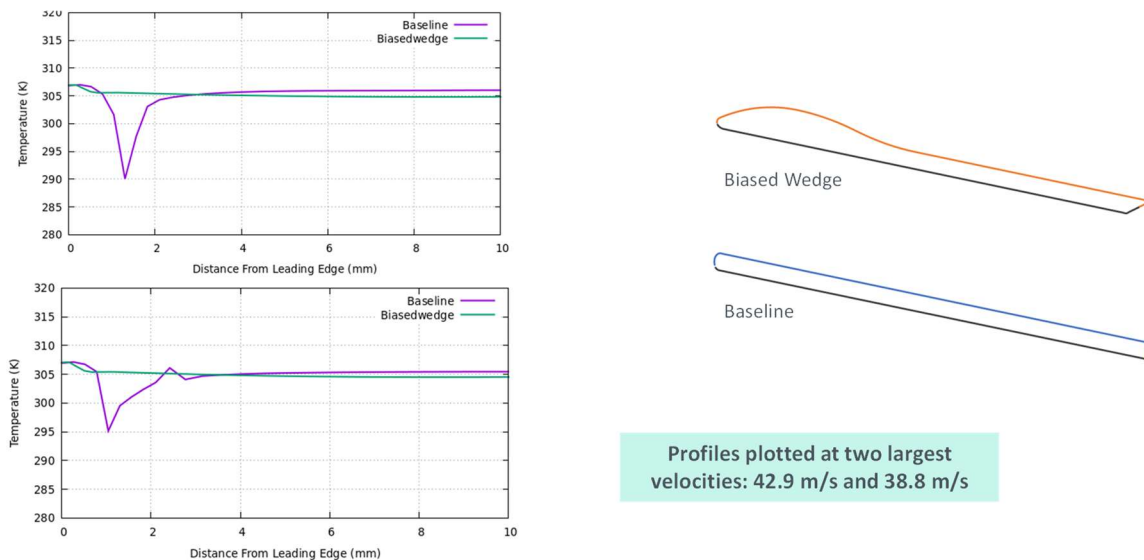 320
315
310
305
300
295
290
285
280
Temperature (K)
Baseline
Biasedwedge
0
2
4
6
8
10
Distance From Leading Edge (mm)
320
315
310
305
300
295
290
285
280
Temperature (K)
Baseline
Biasedwedge
0
2
4
6
8
10
Distance From Leading Edge (mm)
Biased Wedge
Baseline
Profiles plotted at two largest
velocities: 42.9 m/s and 38.8 m/s